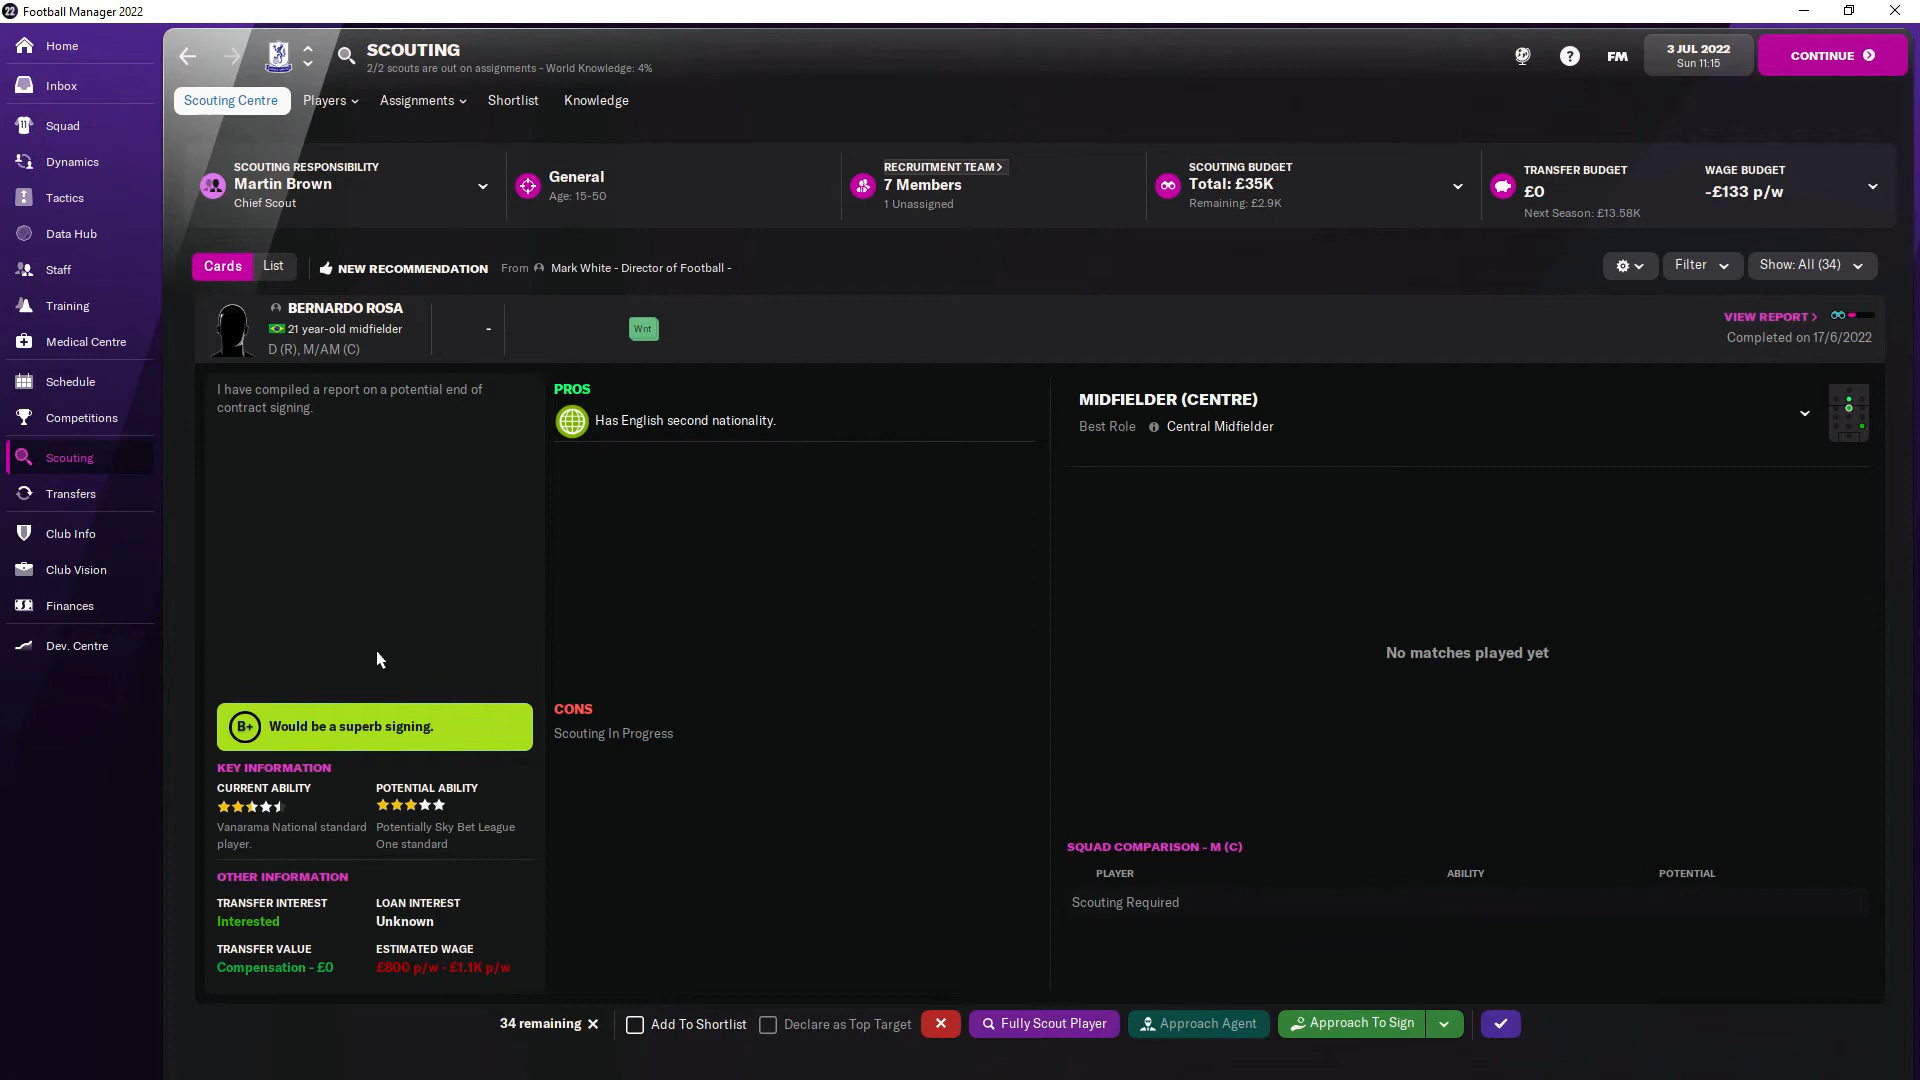 22 Football Manager 2022
Home
Inbox
Squad
Dynamics
Tactics
Data Hub
Staff
Training
Medical Centre
Schedule
Competitions
Scouting
Transfers
Club Info
Club Vision
Finances
Dev. Centre
SCOUTING
2/2 scouts are out on assignments - World Knowledge: 4%
FM
3 JUL 2022
Sun 11:15
CONTINUE
Scouting Centre Players Assignments Shortlist Knowledge
SCOUTING RESPONSIBILITY
Martin Brown
Chief Scout
General
Age: 15-50
RECRUITMENT TEAM >
7 Members
1 Unassigned
SCOUTING BUDGET
Total: £35K
Remaining: £2.9K
TRANSFER BUDGET
£0
Next Season: £13.58K
WAGE BUDGET
-£133 p/w
Cards List NEW RECOMMENDATION From Mark White - Director of Football -
Filter Show: All (34)
BERNARDO ROSA
21 year-old midfielder
D (R), M/AM (C)
-
Wnt
VIEW REPORT >
Completed on 17/6/2022
I have compiled a report on a potential end of
contract signing.
B+ Would be a superb signing.
KEY INFORMATION
CURRENT ABILITY
Vanarama National standard
player.
POTENTIAL ABILITY
Potentially Sky Bet League
One standard
OTHER INFORMATION
TRANSFER INTEREST
Interested
LOAN INTEREST
Unknown
TRANSFER VALUE
Compensation - £0
ESTIMATED WAGE
£800 p/w - £1.1K p/w
PROS
Has English second nationality.
CONS
Scouting In Progress
MIDFIELDER (CENTRE)
Best Role Central Midfielder
No matches played yet
SQUAD COMPARISON - M (C)
PLAYER ABILITY POTENTIAL
Scouting Required
34 remaining × Add To Shortlist Declare as Top Target Fully Scout Player Approach Agent Approach To Sign